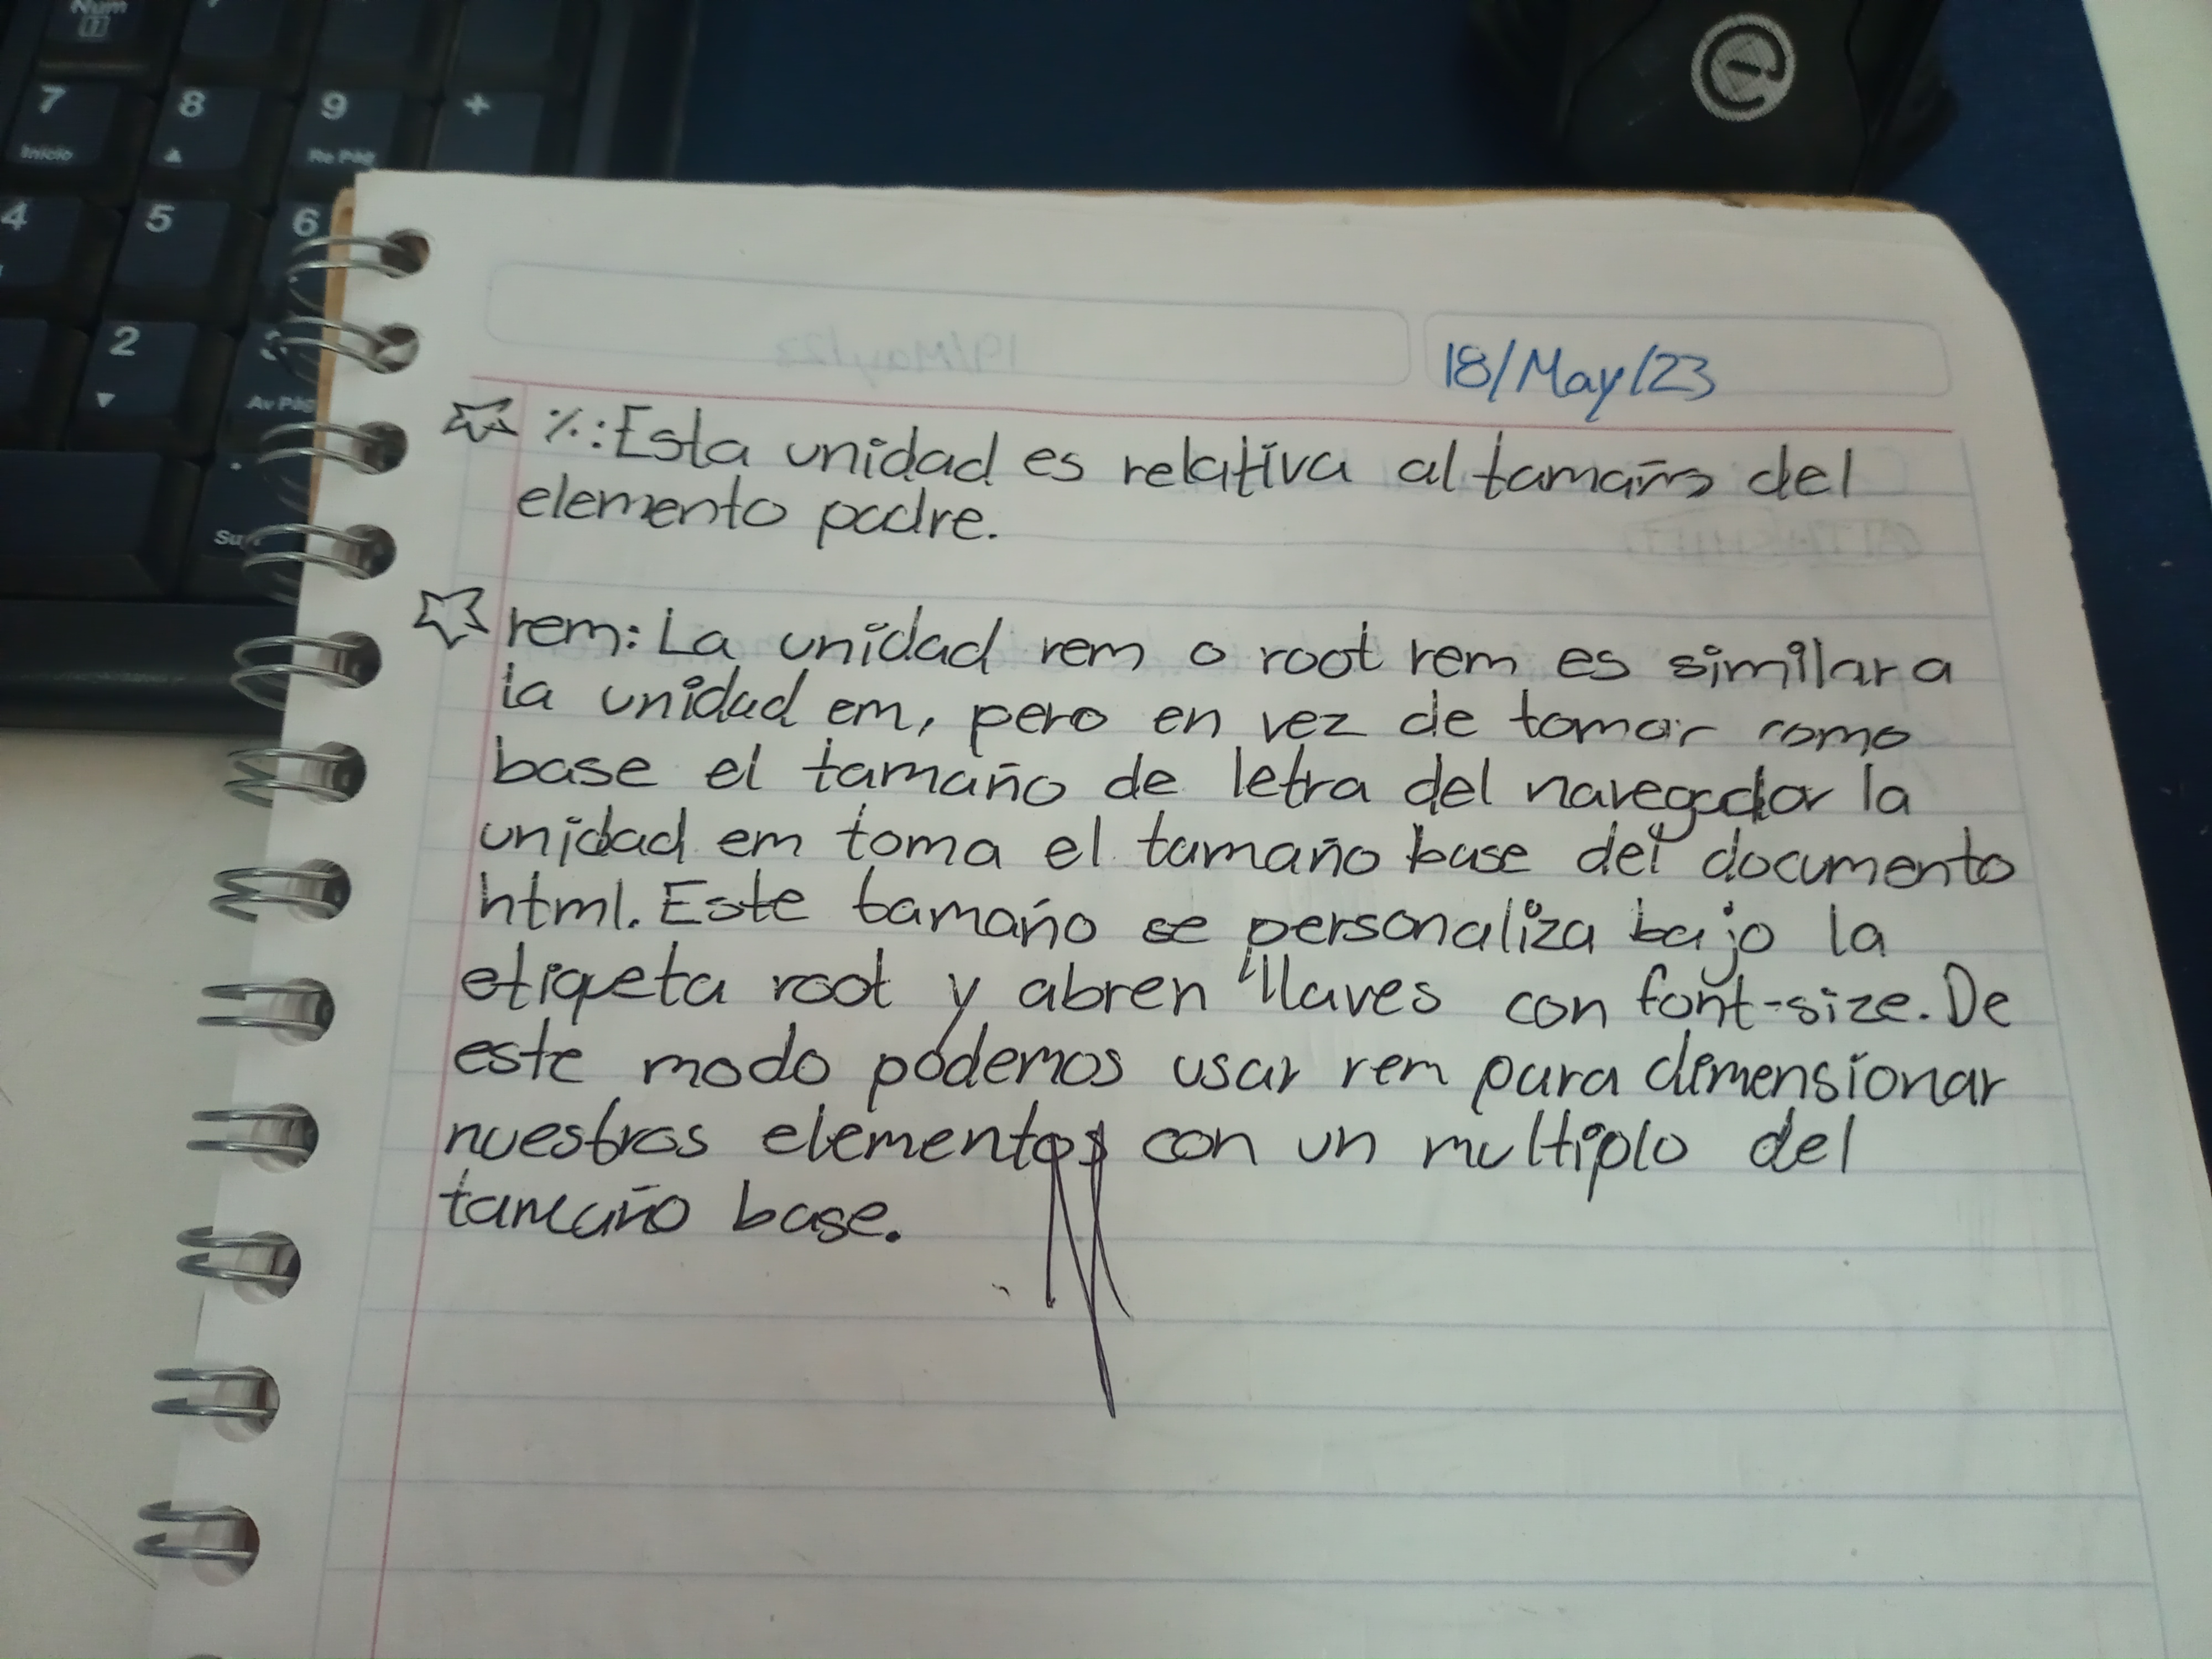 Num
7
Inicio
8
9
Re Pág
+
4
5
6
2
Av Pág
18/May/23
19/May/23
%: Esta unidad es relativa al tamaño del
elemento padre.
rem: La unidad rem o root rem es similar a
la unidad em, pero en vez de tomar como
base el tamaño de letra del navegador la
unidad em toma el tamaño base del documento
html. Este tamaño se personaliza bajo la
etiqueta root y abren llaves con font-size. De
este modo podemos usar rem para dimensionar
nuestros elementos con un multiplo del
tamaño base.